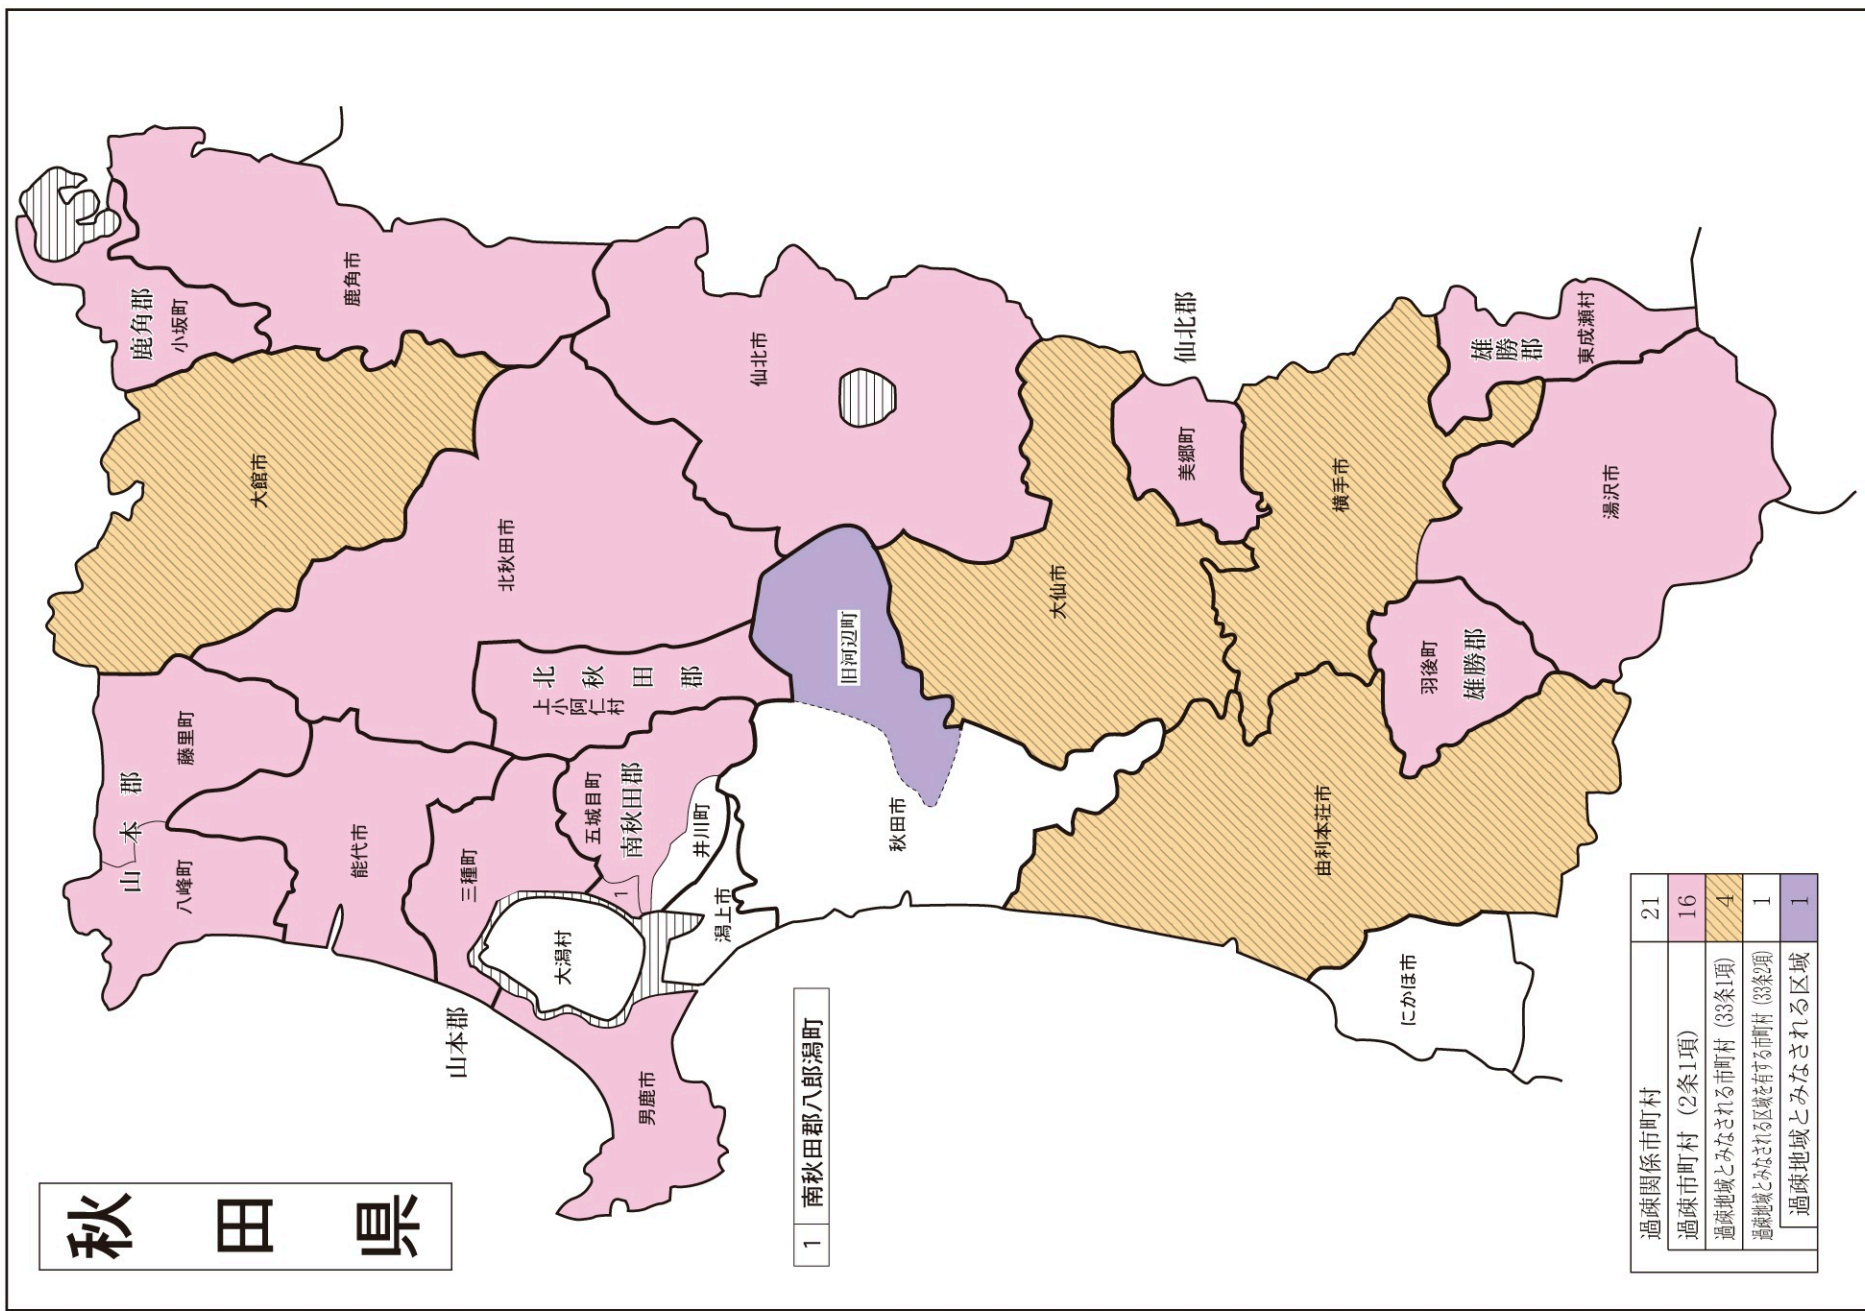 秋田県
鹿角郡
小坂町
鹿角市
大館市
北秋田市
仙北市
仙北郡
美郷町
大仙市
横手市
雄勝郡
東成瀬村
湯沢市
羽後町
雄勝郡
北秋田郡
上小阿仁村
旧河辺町
山本郡
藤里町
八峰町
能代市
三種町
山本郡
五城目町
南秋田郡
井川町
1
大潟村
潟上市
男鹿市
秋田市
由利本荘市
にかほ市
1 南秋田郡八郎潟町
過疎関係市町村 21
過疎市町村(2条1項) 16
過疎地域とみなされる市町村(33条1項) 4
過疎地域とみなされる区域を有する市町村(33条2項) 1
過疎地域とみなされる区域 1